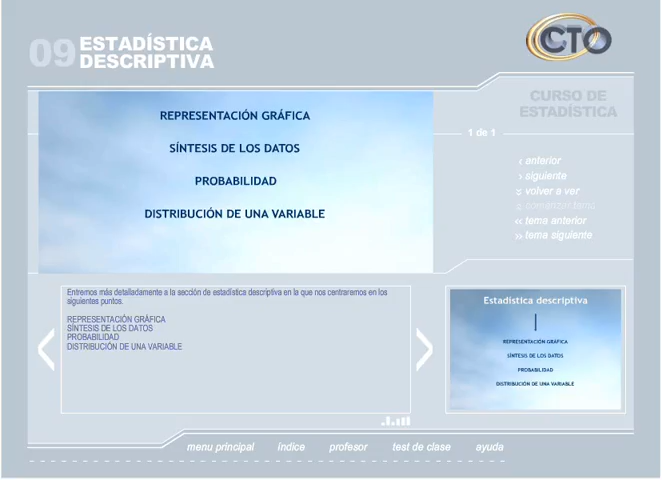 09 ESTADÍSTICA
DESCRIPTIVA
CTO
REPRESENTACIÓN GRÁFICA
SÍNTESIS DE LOS DATOS
PROBABILIDAD
DISTRIBUCIÓN DE UNA VARIABLE
CURSO DE
ESTADÍSTICA
1 de 1
‹ anterior
› siguiente
volver a ver
comenzar tema
‹‹ tema anterior
›› tema siguiente
Entremos más detalladamente a la sección de estadística descriptiva en la que nos centraremos en los
siguientes puntos.
REPRESENTACIÓN GRÁFICA
SÍNTESIS DE LOS DATOS
PROBABILIDAD
DISTRIBUCIÓN DE UNA VARIABLE
Estadística descriptiva
REPRESENTACIÓN GRÁFICA
SÍNTESIS DE LOS DATOS
PROBABILIDAD
DISTRIBUCIÓN DE UNA VARIABLE
menu principal índice profesor test de clase ayuda